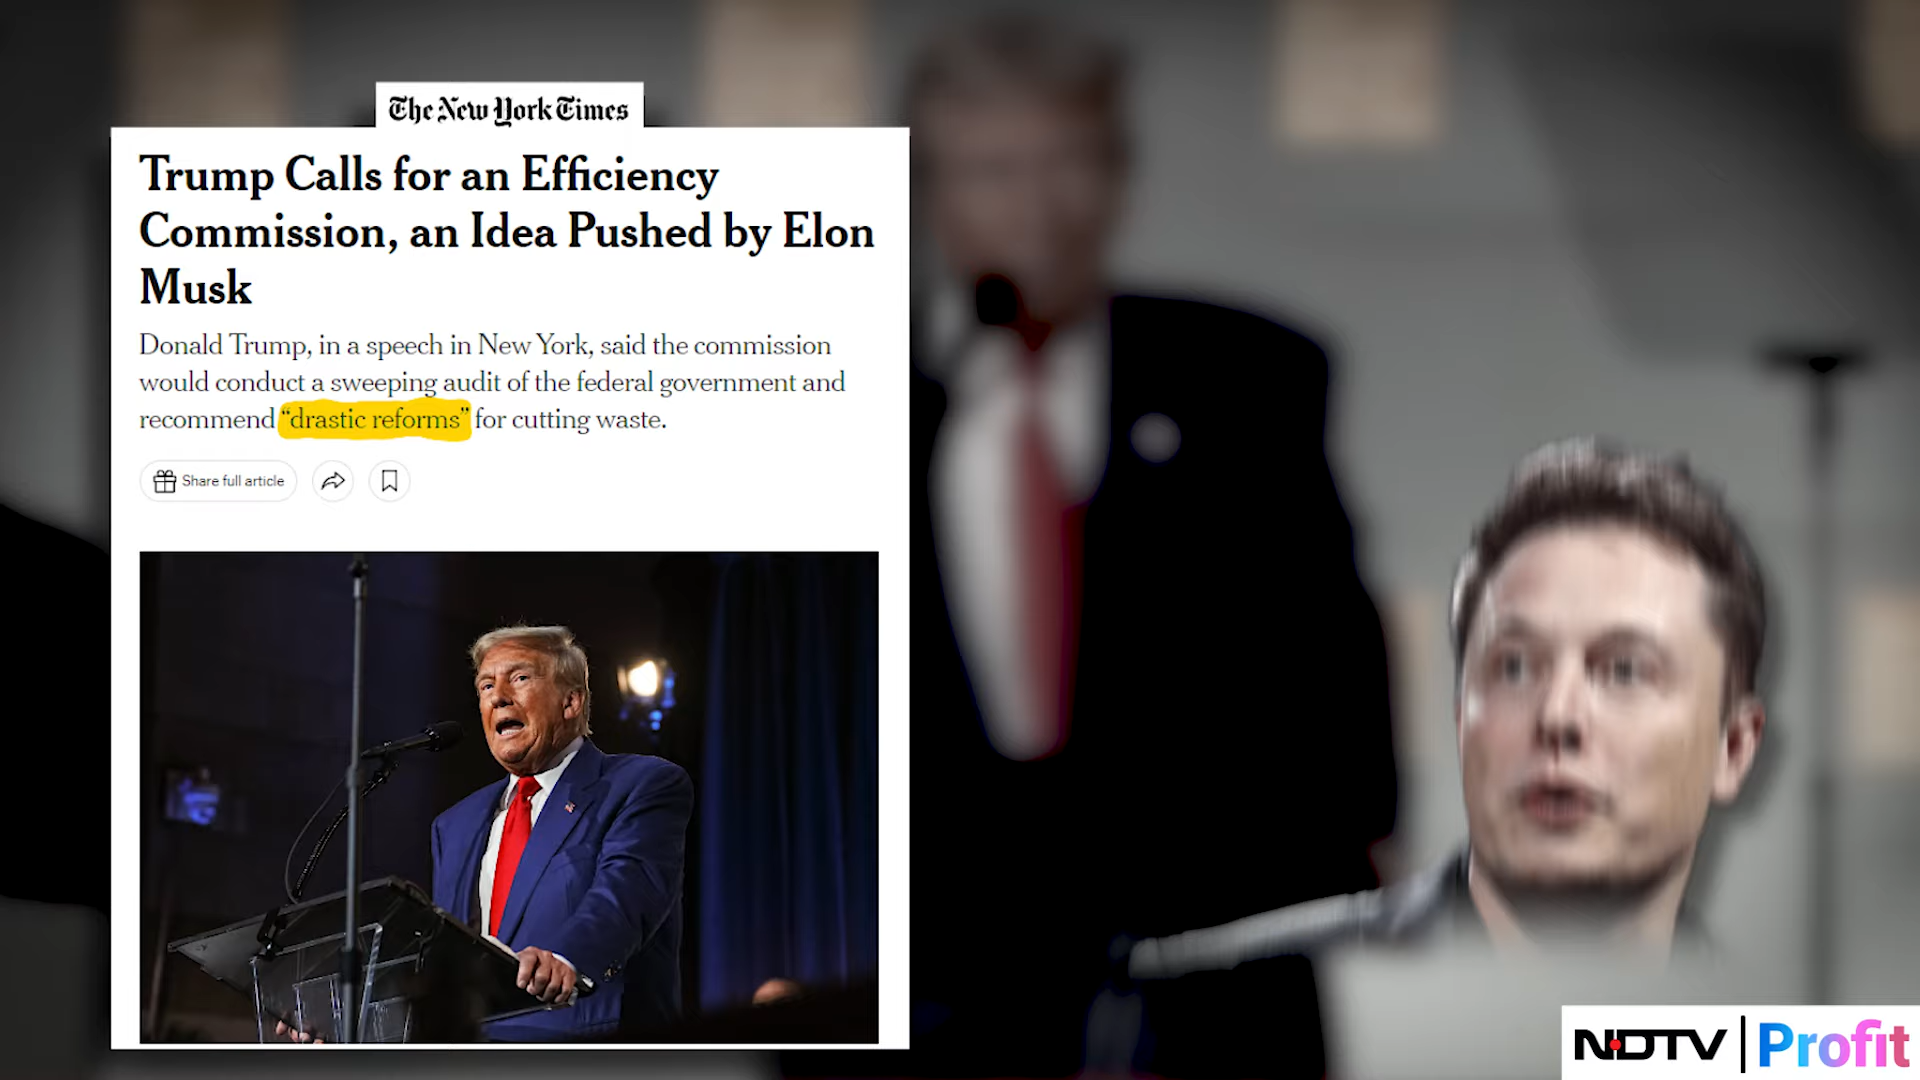 The New York Times
Trump Calls for an Efficiency
Commission, an Idea Pushed by Elon
Musk
Donald Trump, in a speech in New York, said the commission
would conduct a sweeping audit of the federal government and
recommend “drastic reforms” for cutting waste.
Share full article
NDTV | Profit